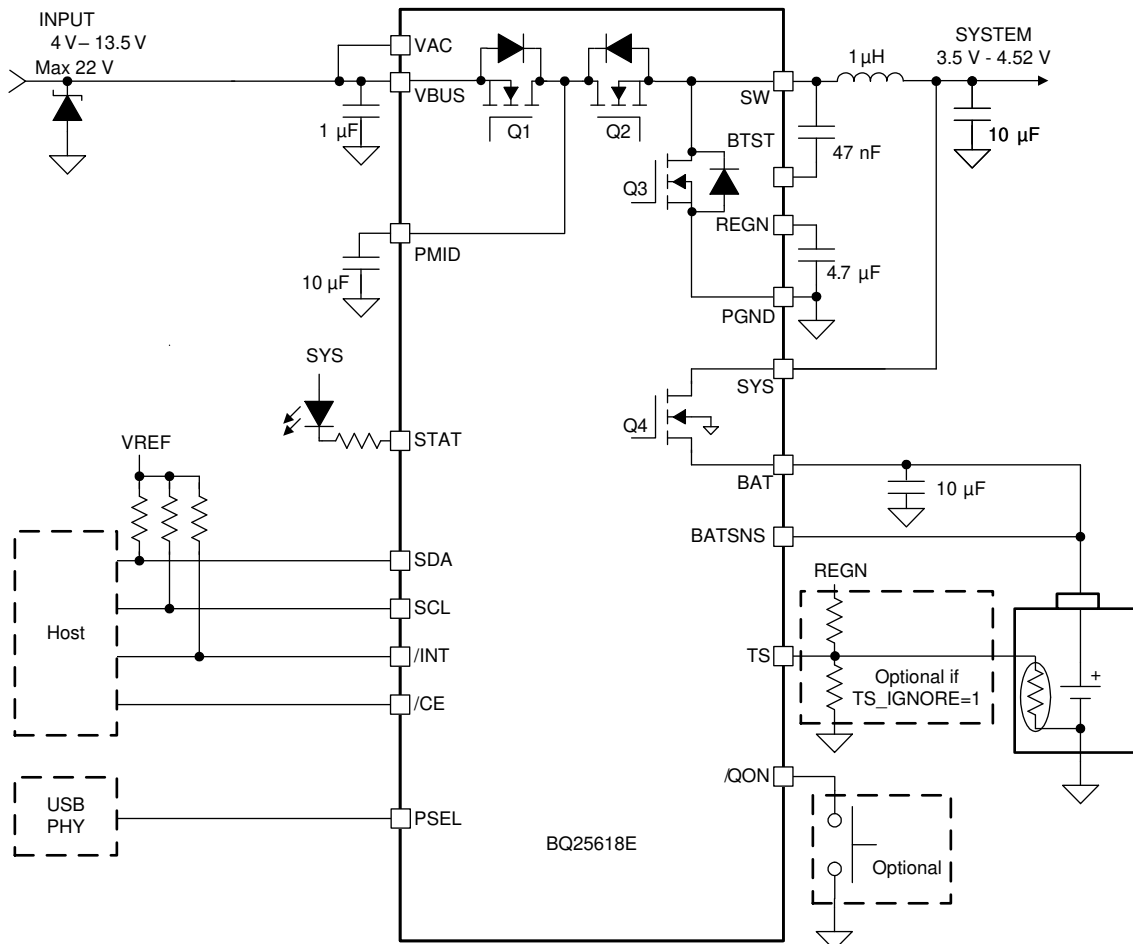 INPUT
4 V – 13.5 V
Max 22 V
VAC
VBUS
1 µF
Q1
Q2
SW
1 µH
SYSTEM
3.5 V - 4.52 V
10 µF
BTST
47 nF
Q3
REGN
4.7 µF
PMID
10 µF
PGND
SYS
SYS
Q4
STAT
VREF
BAT
10 µF
BATSNS
Host
SDA
SCL
/INT
/CE
REGN
TS
Optional if
TS_IGNORE=1
+
/QON
USB
PHY
PSEL
BQ25618E
Optional